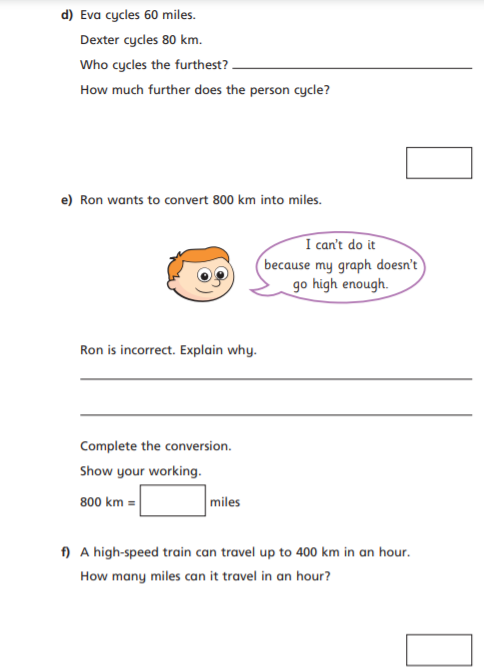 d) Eva cycles 60 miles.
Dexter cycles 80 km.
Who cycles the furthest?
How much further does the person cycle?
e) Ron wants to convert 800 km into miles.
I can't do it
because my graph doesn't
go high enough.
Ron is incorrect. Explain why.
Complete the conversion.
Show your working.
800 km = miles
f) A high-speed train can travel up to 400 km in an hour.
How many miles can it travel in an hour?